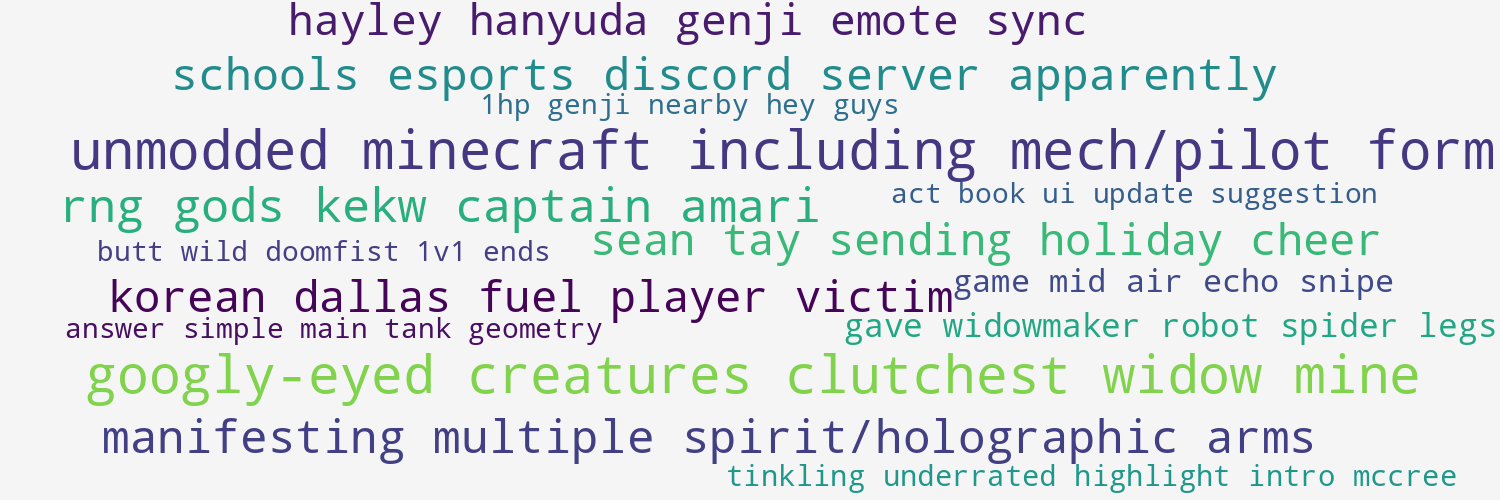 hayley hanyuda genji emote sync
schools esports discord server apparently
1hp genji nearby hey guys
unmodded minecraft including mech/pilot form
act book ui update suggestion
rng gods kekw captain amari
sean tay sending holiday cheer
butt wild doomfist 1v1 ends
game mid air echo snipe
korean dallas fuel player victim
answer simple main tank geometry
gave widowmaker robot spider legs
googly-eyed creatures clutchest widow mine
manifesting multiple spirit/holographic arms
tinkling underrated highlight intro mccree